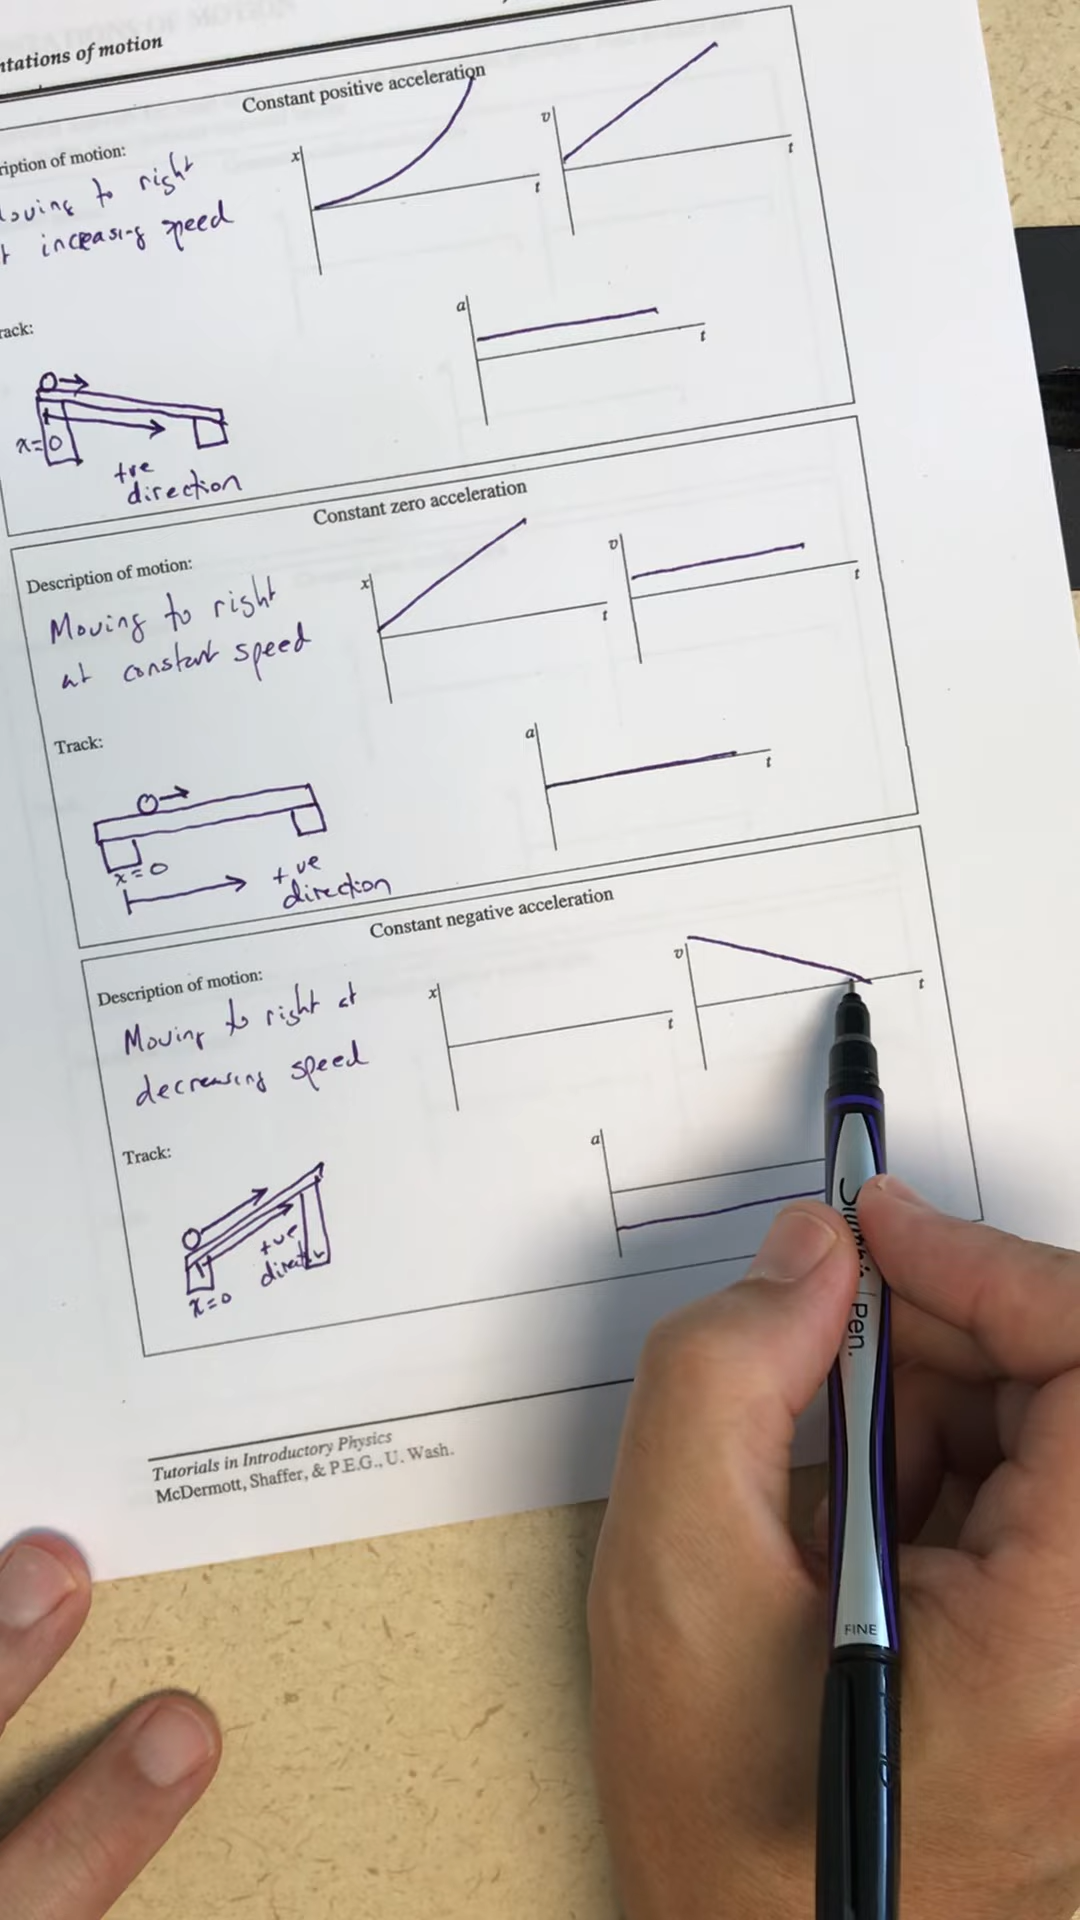 ntations of motion
Constant positive acceleration
ription of motion:
Moving to right
at increasing speed
x
t
v
t
rack:
a
t
x=0
+ve
direction
Constant zero acceleration
Description of motion:
Moving to right
at constant speed
x
t
v
t
Track:
a
t
x=0
+ve
direction
Constant negative acceleration
Description of motion:
Moving to right at
decreasing speed
x
t
v
t
Track:
a
+ve
direction
x=0
Tutorials in Introductory Physics
McDermott, Shaffer, & P.E.G., U. Wash.
Pen.
FINE